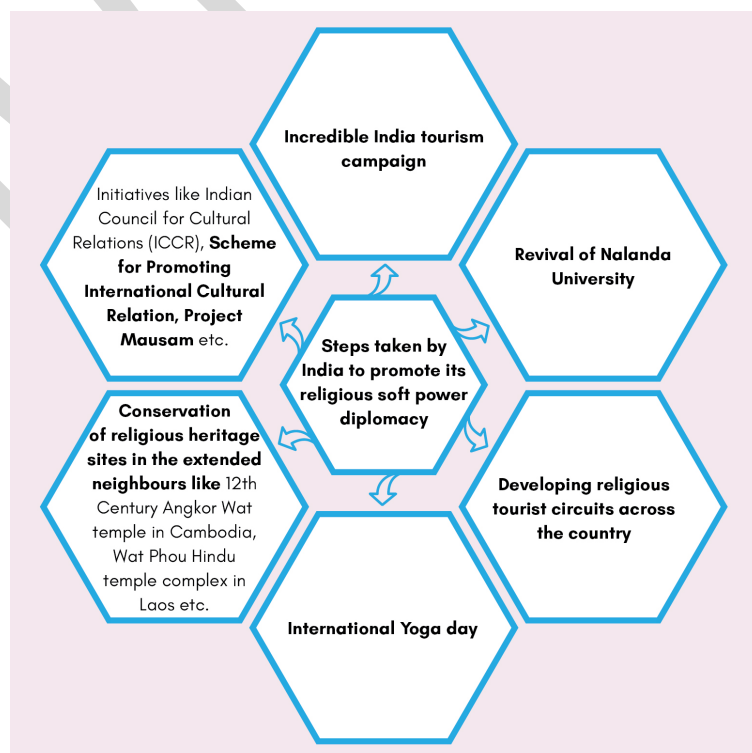 Incredible India tourism
campaign
Initiatives like Indian
Council for Cultural
Relations (ICCR), Scheme
for Promoting
International Cultural
Relation, Project
Mausam etc.
Revival of Nalanda
University
Steps taken by
India to promote its
religious soft power
diplomacy
Conservation
of religious heritage
sites in the extended
neighbours like 12th
Century Angkor Wat
temple in Cambodia,
Wat Phou Hindu
temple complex in
Laos etc.
Developing religious
tourist circuits across
the country
International Yoga day